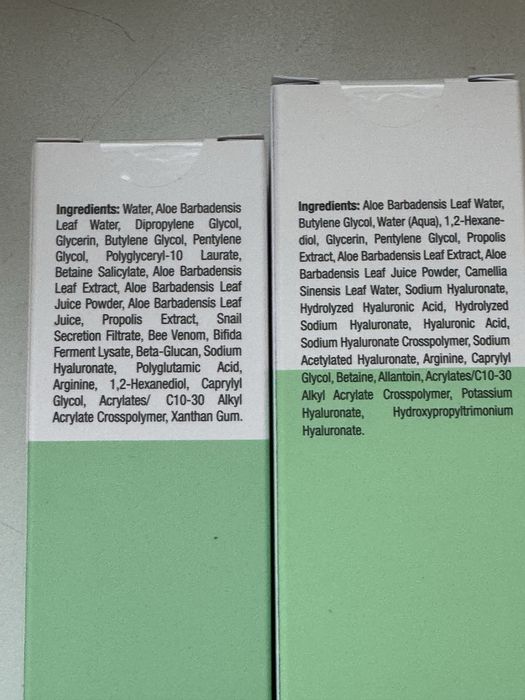 Ingredients: Water, Aloe Barbadensis
Leaf Water, Dipropylene Glycol,
Glycerin, Butylene Glycol, Pentylene
Glycol, Polyglyceryl-10 Laurate,
Betaine Salicylate, Aloe Barbadensis
Leaf Extract, Aloe Barbadensis Leaf
Juice Powder, Aloe Barbadensis Leaf
Juice, Propolis Extract, Snail
Secretion Filtrate, Bee Venom, Bifida
Ferment Lysate, Beta-Glucan, Sodium
Hyaluronate, Polyglutamic Acid,
Arginine, 1,2-Hexanediol, Caprylyl
Glycol, Acrylates/ C10-30 Alkyl
Acrylate Crosspolymer, Xanthan Gum.
Ingredients: Aloe Barbadensis Leaf Water,
Butylene Glycol, Water (Aqua), 1,2-Hexane-
diol, Glycerin, Pentylene Glycol, Propolis
Extract, Aloe Barbadensis Leaf Extract, Aloe
Barbadensis Leaf Juice Powder, Camellia
Sinensis Leaf Water, Sodium Hyaluronate,
Hydrolyzed Hyaluronic Acid, Hydrolyzed
Sodium Hyaluronate, Hyaluronic Acid,
Sodium Hyaluronate Crosspolymer, Sodium
Acetylated Hyaluronate, Arginine, Caprylyl
Glycol, Betaine, Allantoin, Acrylates/C10-30
Alkyl Acrylate Crosspolymer, Potassium
Hyaluronate, Hydroxypropyltrimonium
Hyaluronate.